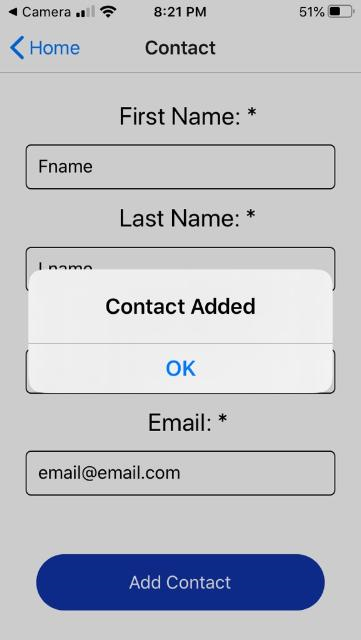 Camera 8:21 PM 51%
Home Contact
First Name: *
Fname
Last Name: *
Lname
Contact Added
OK
Email: *
email@email.com
Add Contact